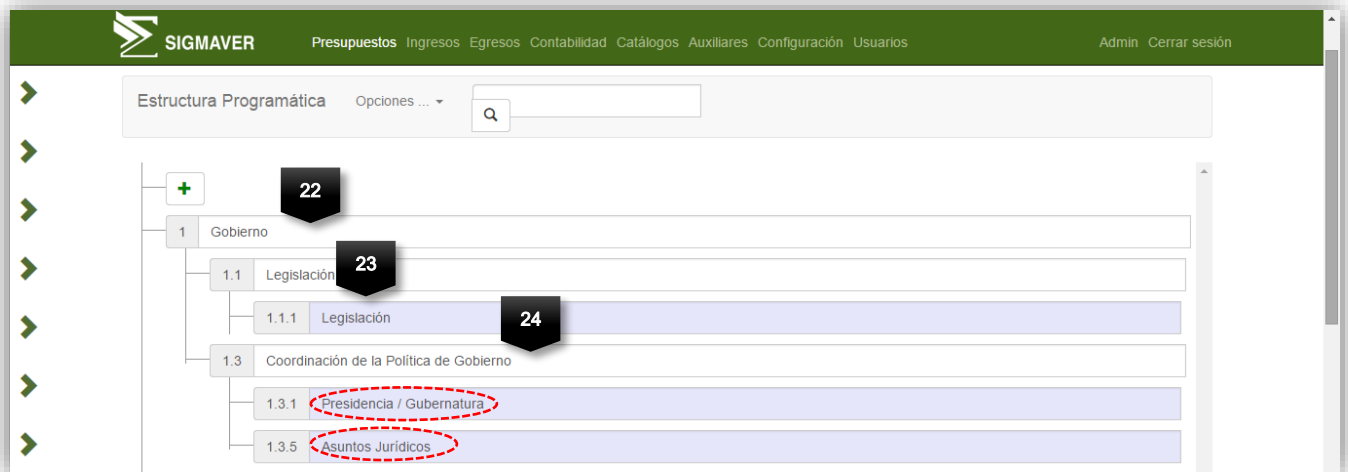 SIGMAVER Presupuestos Ingresos Egresos Contabilidad Catálogos Auxiliares Configuración Usuarios Admin Cerrar sesión
Estructura Programática Opciones ...
22
1 Gobierno
23
1.1 Legislación
24
1.1.1 Legislación
1.3 Coordinación de la Política de Gobierno
1.3.1 Presidencia / Gubernatura
1.3.5 Asuntos Jurídicos